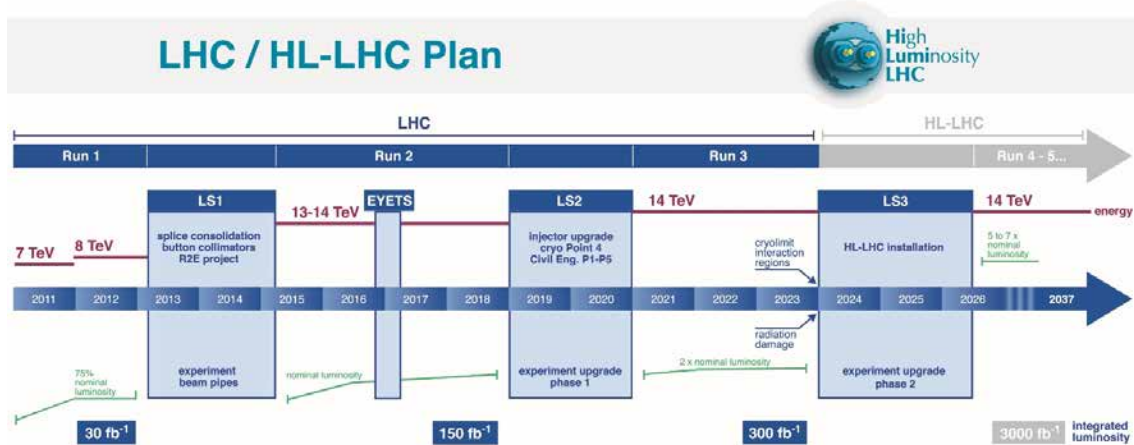 LHC / HL-LHC Plan
High
Luminosity
LHC
LHC
HL-LHC
Run 1
Run 2
Run 3
Run 4 - 5...
LS1
EYETS
LS2
LS3
13-14 TeV
14 TeV
14 TeV
energy
7 TeV
8 TeV
splice consolidation
button collimators
R2E project
injector upgrade
cryo Point 4
Civil Eng. P1-P5
cryolimit
interaction
regions
HL-LHC installation
5 to 7 x
nominal
luminosity
2011 2012 2013 2014 2015 2016 2017 2018 2019 2020 2021 2022 2023 2024 2025 2026 2037
radiation
damage
75%
nominal
luminosity
experiment
beam pipes
nominal luminosity
experiment upgrade
phase 1
2 x nominal luminosity
experiment upgrade
phase 2
30 fb⁻¹
150 fb⁻¹
300 fb⁻¹
3000 fb⁻¹
integrated
luminosity